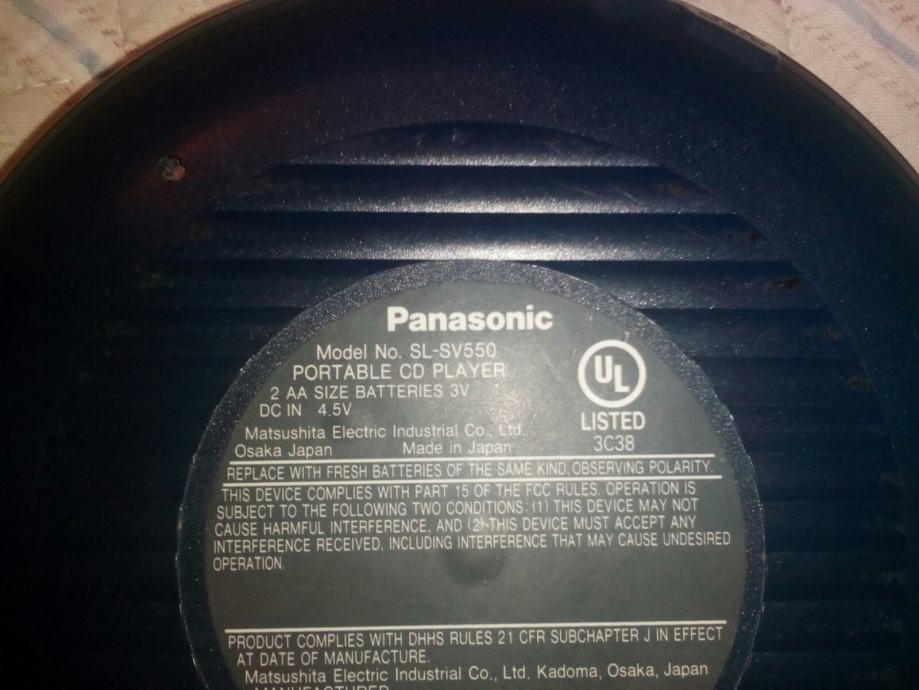 Panasonic
Model No. SL-SV550
PORTABLE CD PLAYER
2 AA SIZE BATTERIES 3V
DC IN 4.5V
Matsushita Electric Industrial Co., Ltd.
Osaka Japan Made in Japan
UL
LISTED
3C38
REPLACE WITH FRESH BATTERIES OF THE SAME KIND, OBSERVING POLARITY.
THIS DEVICE COMPLIES WITH PART 15 OF THE FCC RULES. OPERATION IS
SUBJECT TO THE FOLLOWING TWO CONDITIONS: (1) THIS DEVICE MAY NOT
CAUSE HARMFUL INTERFERENCE, AND (2) THIS DEVICE MUST ACCEPT ANY
INTERFERENCE RECEIVED, INCLUDING INTERFERENCE THAT MAY CAUSE UNDESIRED
OPERATION.
PRODUCT COMPLIES WITH DHHS RULES 21 CFR SUBCHAPTER J IN EFFECT
AT DATE OF MANUFACTURE.
Matsushita Electric Industrial Co., Ltd. Kadoma, Osaka, Japan
MANUFACTURED